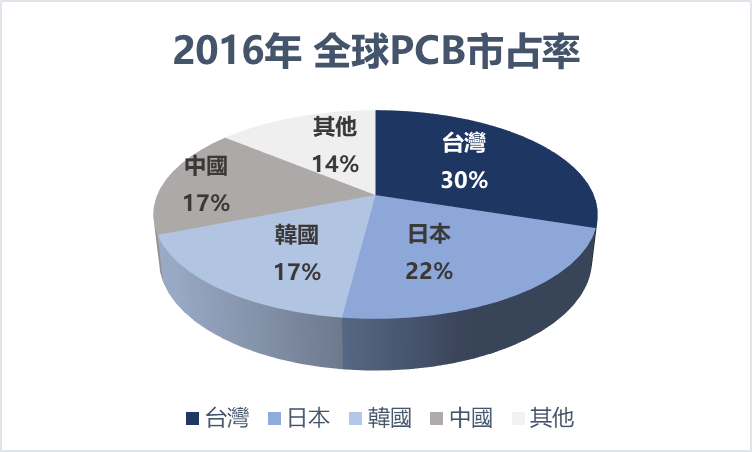 2016年 全球PCB市占率
其他
14%
台灣
30%
中國
17%
韓國
17%
日本
22%
台灣 日本 韓國 中國 其他